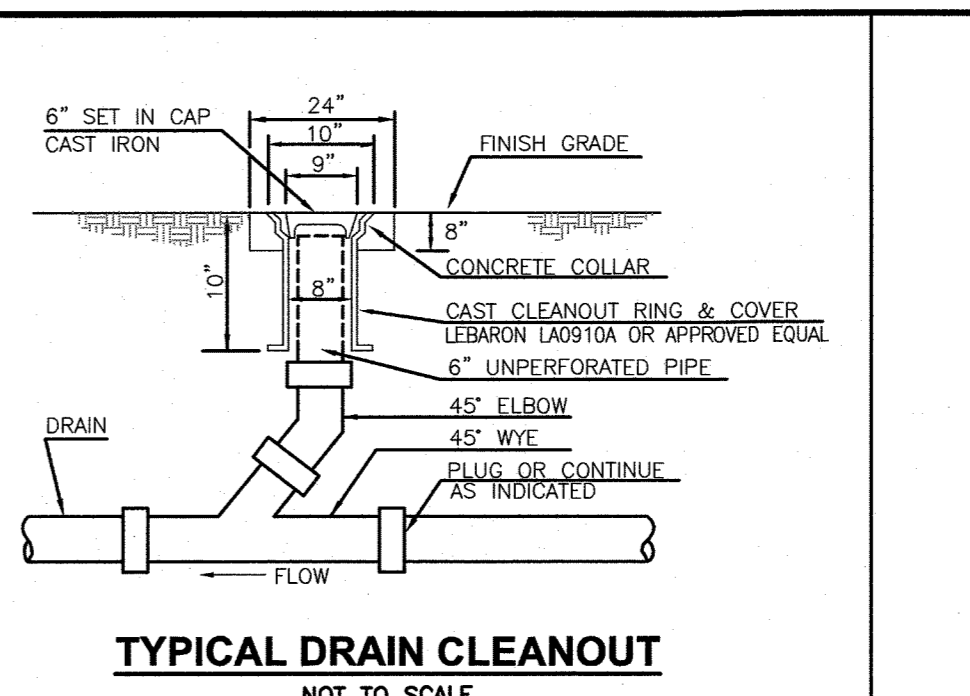 6" SET IN CAP
CAST IRON
24"
10"
9"
FINISH GRADE
8"
10"
8"
CONCRETE COLLAR
CAST CLEANOUT RING & COVER
LEBARON LA0910A OR APPROVED EQUAL
6" UNPERFORATED PIPE
45° ELBOW
DRAIN
45° WYE
PLUG OR CONTINUE
AS INDICATED
FLOW
TYPICAL DRAIN CLEANOUT
NOT TO SCALE